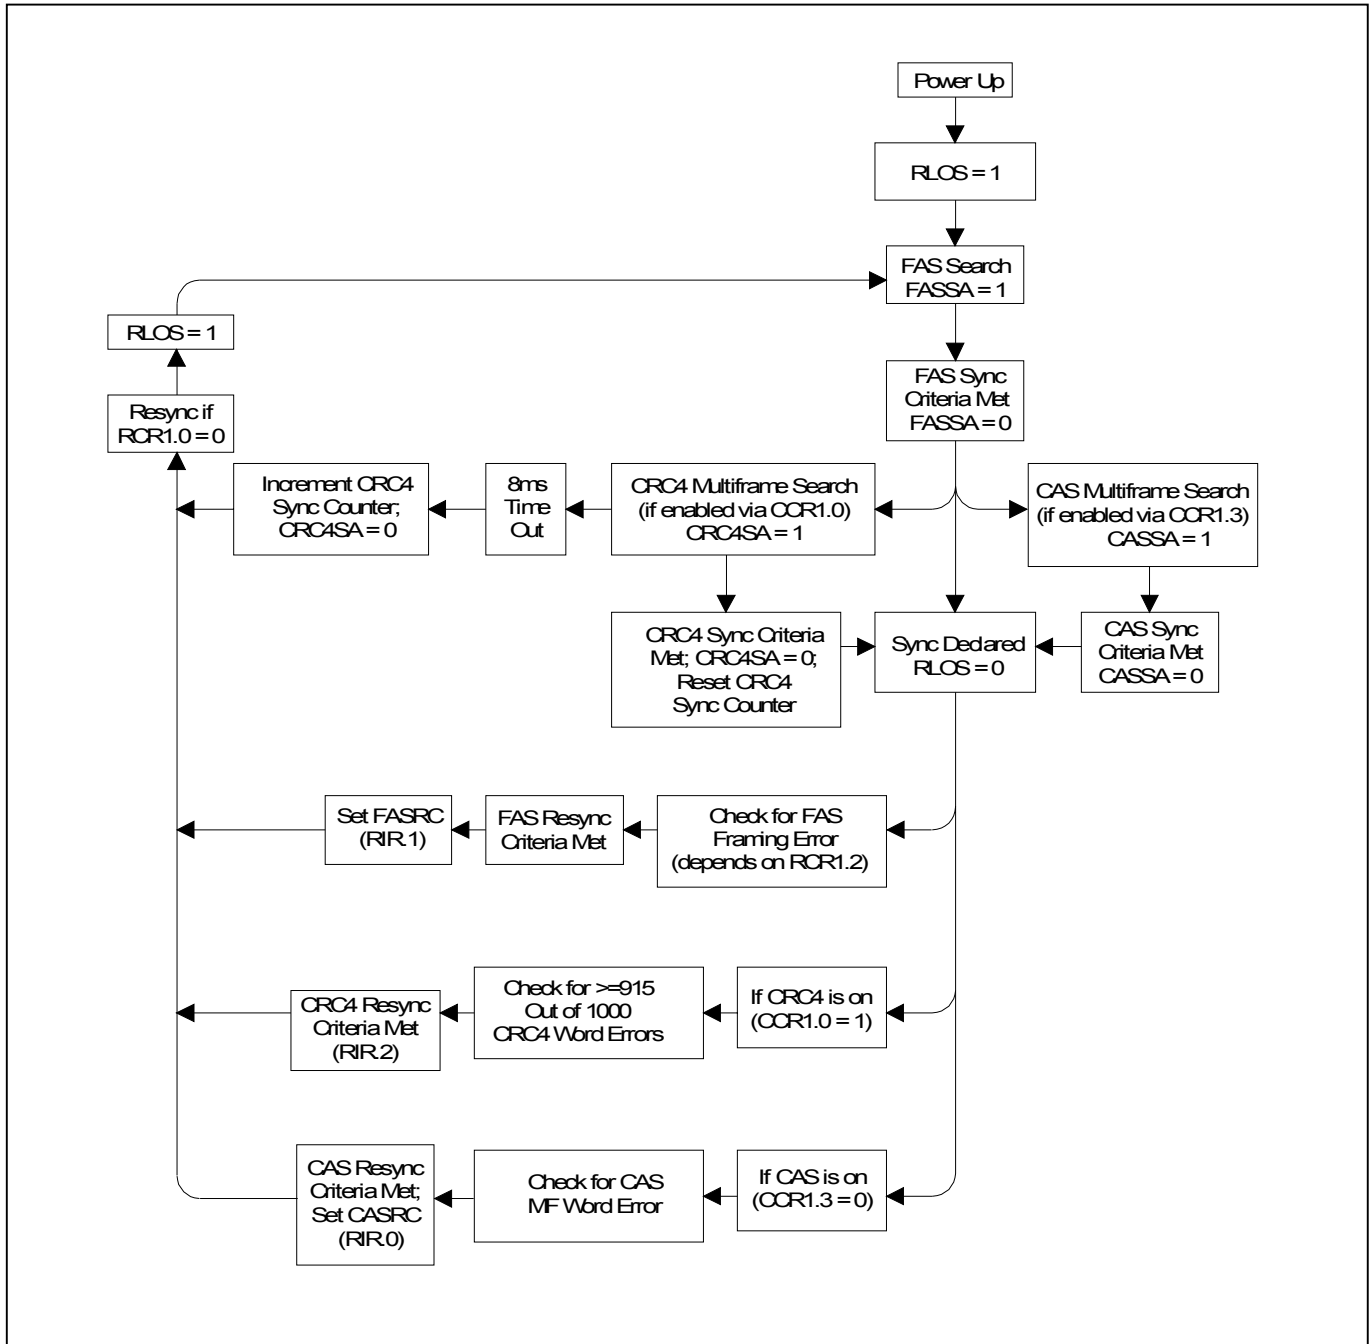 Power Up
RLOS = 1
FAS Search
FASSA = 1
RLOS = 1
FAS Sync
Criteria Met
FASSA = 0
Resync if
RCR1.0 = 0
Increment CRC4
Sync Counter;
CRC4SA = 0
8ms
Time
Out
CRC4 Multiframe Search
(if enabled via CCR1.0)
CRC4SA = 1
CAS Multiframe Search
(if enabled via CCR1.3)
CASSA = 1
CRC4 Sync Criteria
Met; CRC4SA = 0;
Reset CRC4
Sync Counter
Sync Declared
RLOS = 0
CAS Sync
Criteria Met
CASSA = 0
Set FASRC
(RIR.1)
FAS Resync
Criteria Met
Check for FAS
Framing Error
(depends on RCR1.2)
CRC4 Resync
Criteria Met
(RIR.2)
Check for >=915
Out of 1000
CRC4 Word Errors
If CRC4 is on
(CCR1.0 = 1)
CAS Resync
Criteria Met;
Set CASRC
(RIR.0)
Check for CAS
MF Word Error
If CAS is on
(CCR1.3 = 0)